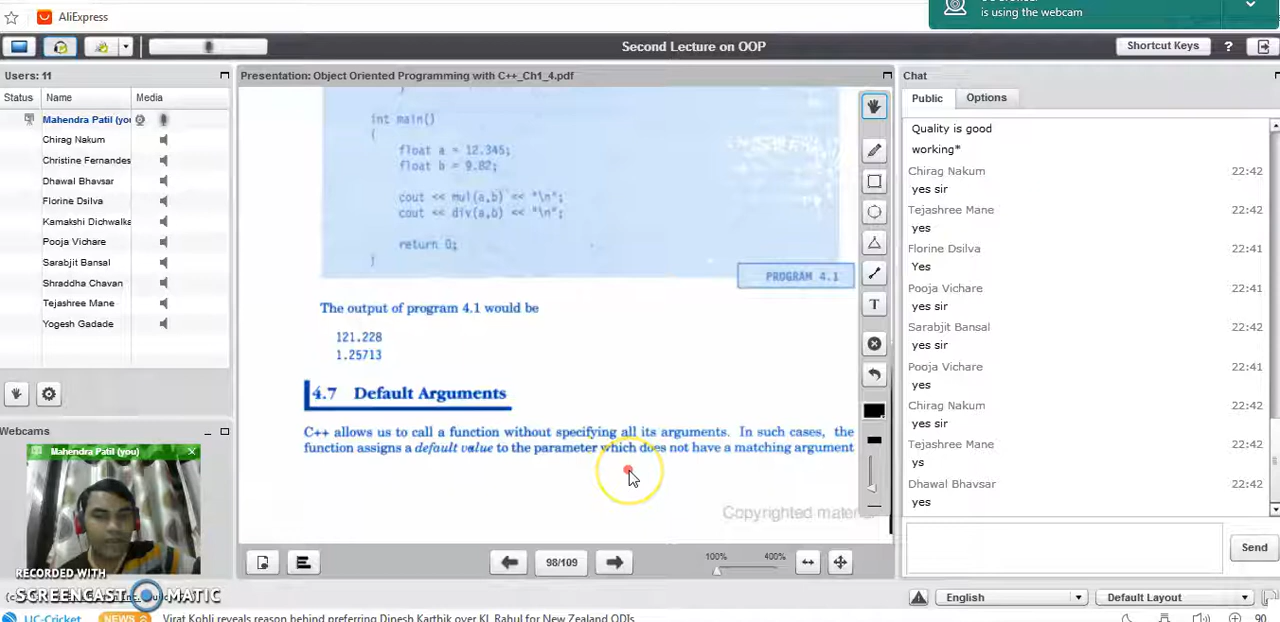 AliExpress
is using the webcam
Second Lecture on OOP
Shortcut Keys
?
Users: 11
Presentation: Object Oriented Programming with C++_Ch1_4.pdf
Chat
Status Name Media
Public Options
Mahendra Patil (you
Chirag Nakum
Christine Fernandes
Dhawal Bhavsar
Florine Dsilva
Kamakshi Dichwalka
Pooja Vichare
Sarabjit Bansal
Shraddha Chavan
Tejashree Mane
Yogesh Gadade
}
int main()
{
float a = 12.345;
float b = 9.82;
cout << mul(a,b) << "\n";
cout << div(a,b) << "\n";
return 0;
}
PROGRAM 4.1
The output of program 4.1 would be
121.228
1.25713
4.7 Default Arguments
C++ allows us to call a function without specifying all its arguments. In such cases, the
function assigns a default value to the parameter which does not have a matching argument
Copyrighted mater
T
Quality is good
working*
Chirag Nakum 22:42
yes sir
Tejashree Mane 22:42
yes
Florine Dsilva 22:41
Yes
Pooja Vichare 22:41
yes sir
Sarabjit Bansal 22:42
yes sir
Pooja Vichare 22:41
yes
Chirag Nakum 22:42
yes sir
Tejashree Mane 22:42
ys
Dhawal Bhavsar 22:42
yes
Send
Webcams
Mahendra Patil (you)
RECORDED WITH
SCREENCAST MATIC
98/109
100% 400%
English
Default Layout
UC-Cricket NEWS Virat Kohli reveals reason behind preferring Dinesh Karthik over KL Rahul for New Zealand ODIs
90